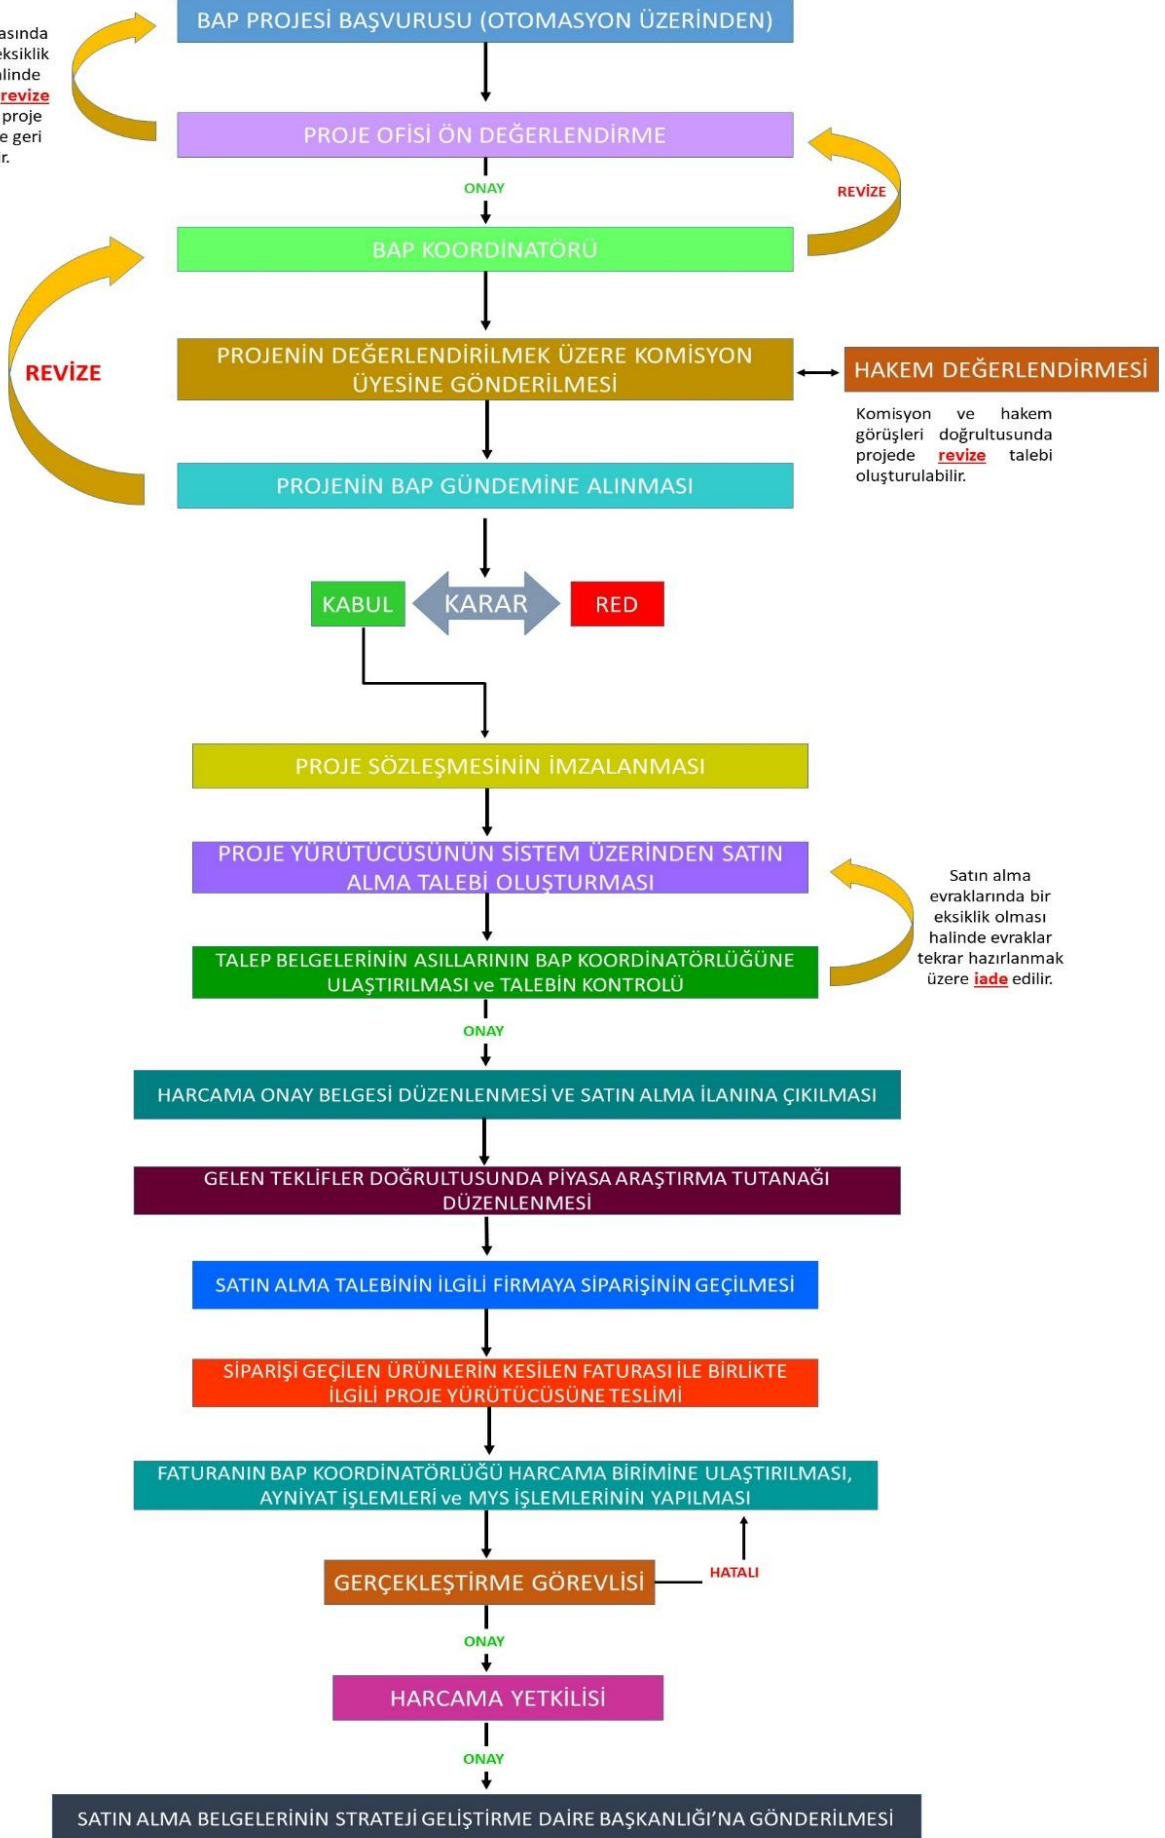 BAP PROJESİ BAŞVURUSU (OTOMASYON ÜZERİNDEN)
eksiklik
revize
proje
geri
PROJE OFİSİ ÖN DEĞERLENDİRME
ONAY
REVİZE
BAP KOORDİNATÖRÜ
REVİZE
PROJENİN DEĞERLENDİRİLMEK ÜZERE KOMİSYON
ÜYESİNE GÖNDERİLMESİ
HAKEM DEĞERLENDİRMESİ
Komisyon ve hakem
görüşleri doğrultusunda
projede revize talebi
oluşturulabilir.
PROJENİN BAP GÜNDEMİNE ALINMASI
KABUL
KARAR
RED
PROJE SÖZLEŞMESİNİN İMZALANMASI
PROJE YÜRÜTÜCÜSÜNÜN SİSTEM ÜZERİNDEN SATIN
ALMA TALEBİ OLUŞTURMASI
Satın alma
evraklarında bir
eksiklik olması
halinde evraklar
tekrar hazırlanmak
üzere iade edilir.
TALEP BELGELERİNİN ASILLARININ BAP KOORDİNATÖRLÜĞÜNE
ULAŞTIRILMASI ve TALEBİN KONTROLÜ
ONAY
HARCAMA ONAY BELGESİ DÜZENLENMESİ VE SATIN ALMA İLANINA ÇIKILMASI
GELEN TEKLİFLER DOĞRULTUSUNDA PİYASA ARAŞTIRMA TUTANAĞI
DÜZENLENMESİ
SATIN ALMA TALEBİNİN İLGİLİ FİRMAYA SİPARİŞİNİN GEÇİLMESİ
SİPARİŞİ GEÇİLEN ÜRÜNLERİN KESİLEN FATURASI İLE BİRLİKTE
İLGİLİ PROJE YÜRÜTÜCÜSÜNE TESLİMİ
FATURANIN BAP KOORDİNATÖRLÜĞÜ HARCAMA BİRİMİNE ULAŞTIRILMASI,
AYNİYAT İŞLEMLERİ ve MYS İŞLEMLERİNİN YAPILMASI
GERÇEKLEŞTİRME GÖREVLİSİ
HATALI
ONAY
HARCAMA YETKİLİSİ
ONAY
SATIN ALMA BELGELERİNİN STRATEJİ GELİŞTİRME DAİRE BAŞKANLIĞI’NA GÖNDERİLMESİ